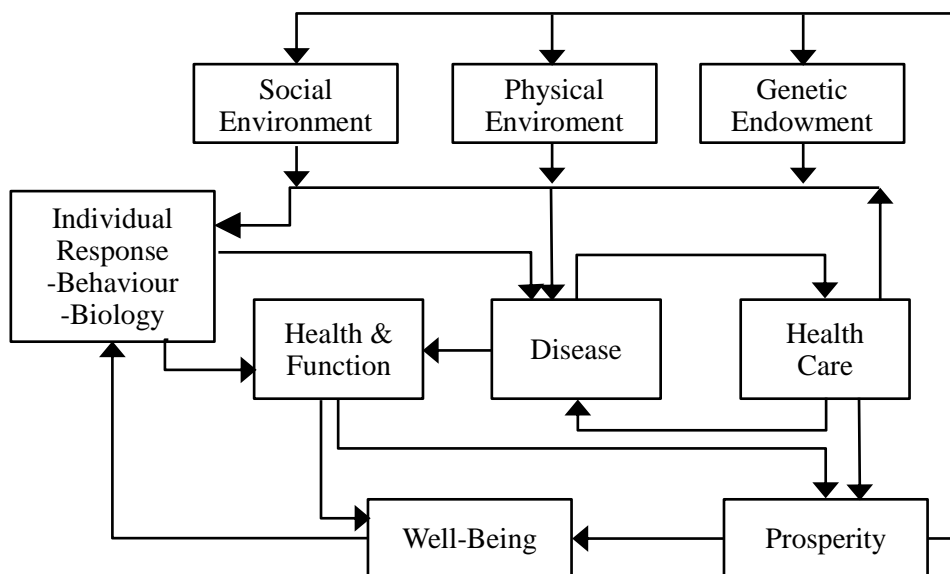 Social
Environment
Physical
Enviroment
Genetic
Endowment
Individual
Response
-Behaviour
-Biology
Health &
Function
Disease
Health
Care
Well-Being
Prosperity